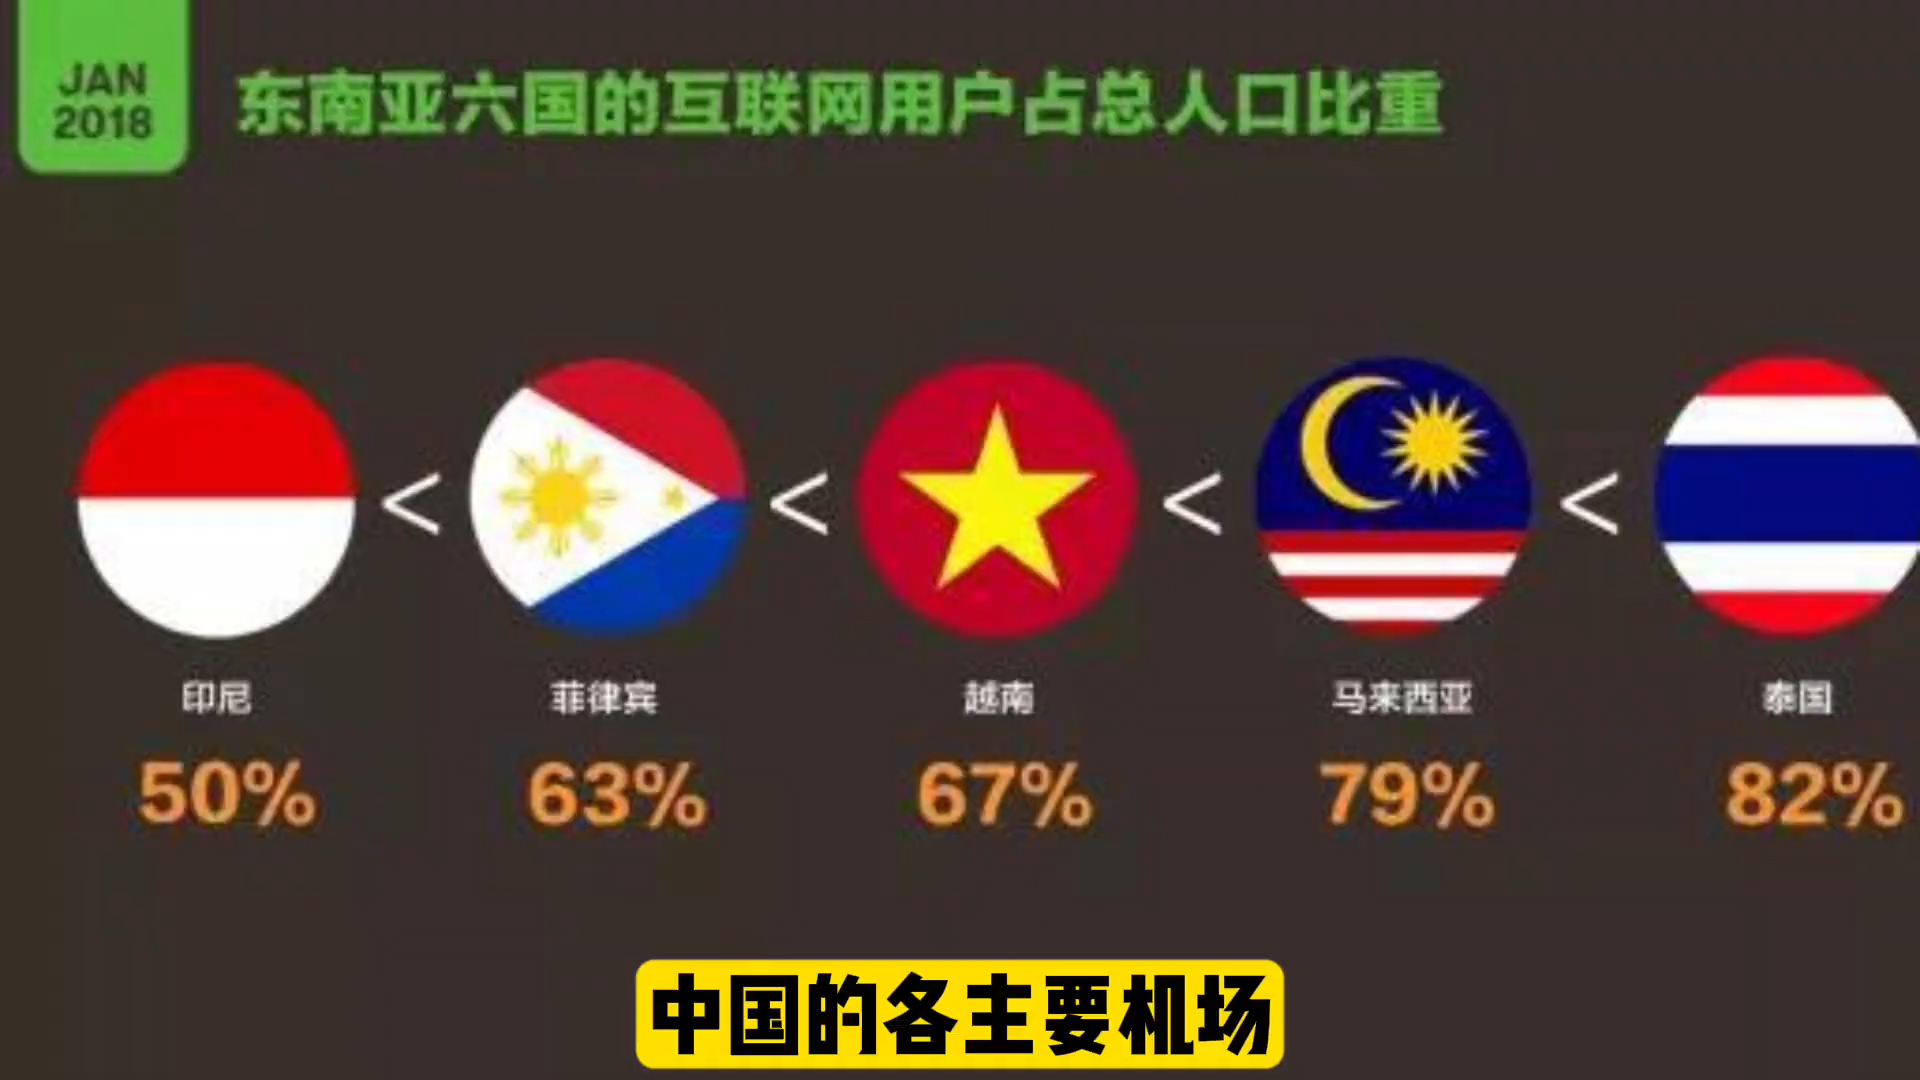 JAN
2018
东南亚六国的互联网用户占总人口比重
< < < <
印尼 菲律宾 越南 马来西亚 泰国
50% 63% 67% 79% 82%
中国的各主要机场